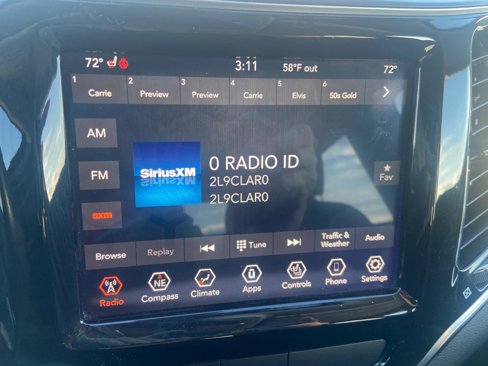 72° 3:11 58°F out 72°
1 2 3 4 5 6
Carrie Preview Preview Carrie Elvis 50s Gold
AM
FM
sxm
SiriusXM
0 RADIO ID
2L9CLAR0
2L9CLAR0
Fav
Browse Replay Tune Traffic & Weather Audio
NE
Radio Compass Climate Apps Controls Phone Settings